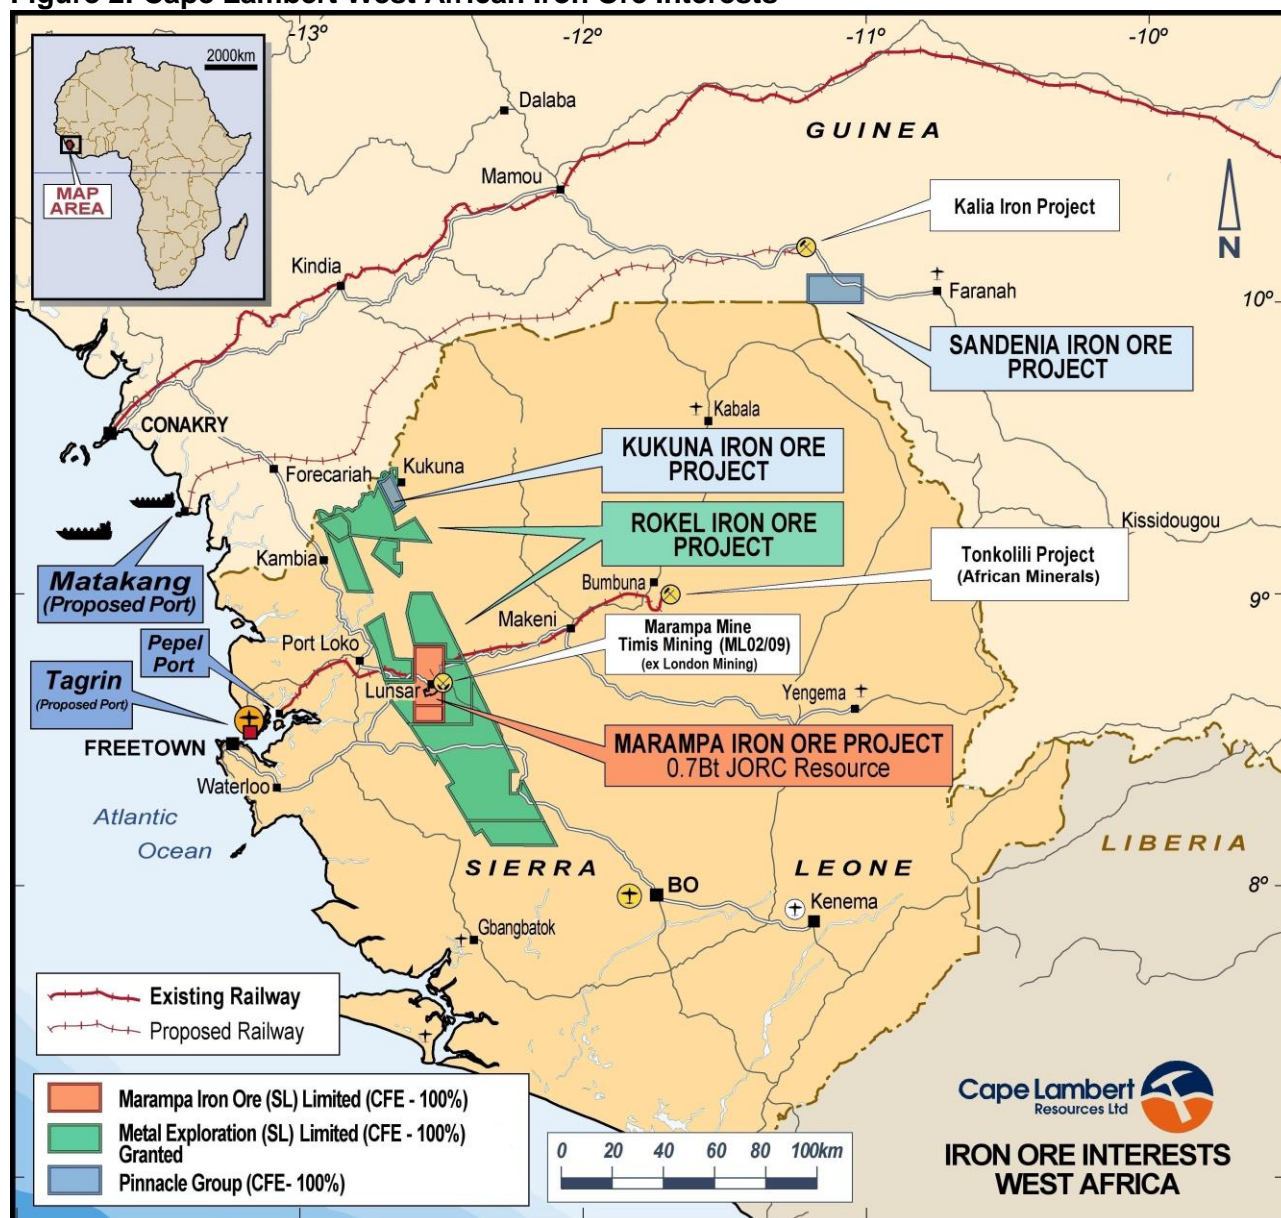 Figure 2: Cape Lambert West African Iron Ore Interests
-13º
-12º
-11º
-10º
2000km
MAP
AREA
Dalaba
GUINEA
Mamou
Kalia Iron Project
N
Kindia
Faranah
10º
SANDENIA IRON ORE
PROJECT
Kabala
CONAKRY
KUKUNA IRON ORE
PROJECT
Forecariah
Kukuna
ROKEL IRON ORE
PROJECT
Kissidougou
Kambia
Tonkolili Project
(African Minerals)
Matakang
(Proposed Port)
Bumbuna
9º
Makeni
Marampa Mine
Timis Mining (ML02/09)
(ex London Mining)
Pepel
Port
Port Loko
Tagrin
(Proposed Port)
Lunsar
Yengema
FREETOWN
MARAMPA IRON ORE PROJECT
0.7Bt JORC Resource
Waterloo
Atlantic
Ocean
LIBERIA
SIERRA
LEONE
BO
8º
Kenema
Gbangbatok
Existing Railway
Proposed Railway
Marampa Iron Ore (SL) Limited (CFE - 100%)
Metal Exploration (SL) Limited (CFE - 100%)
Granted
Pinnacle Group (CFE- 100%)
0 20 40 60 80 100km
Cape Lambert
Resources Ltd
IRON ORE INTERESTS
WEST AFRICA